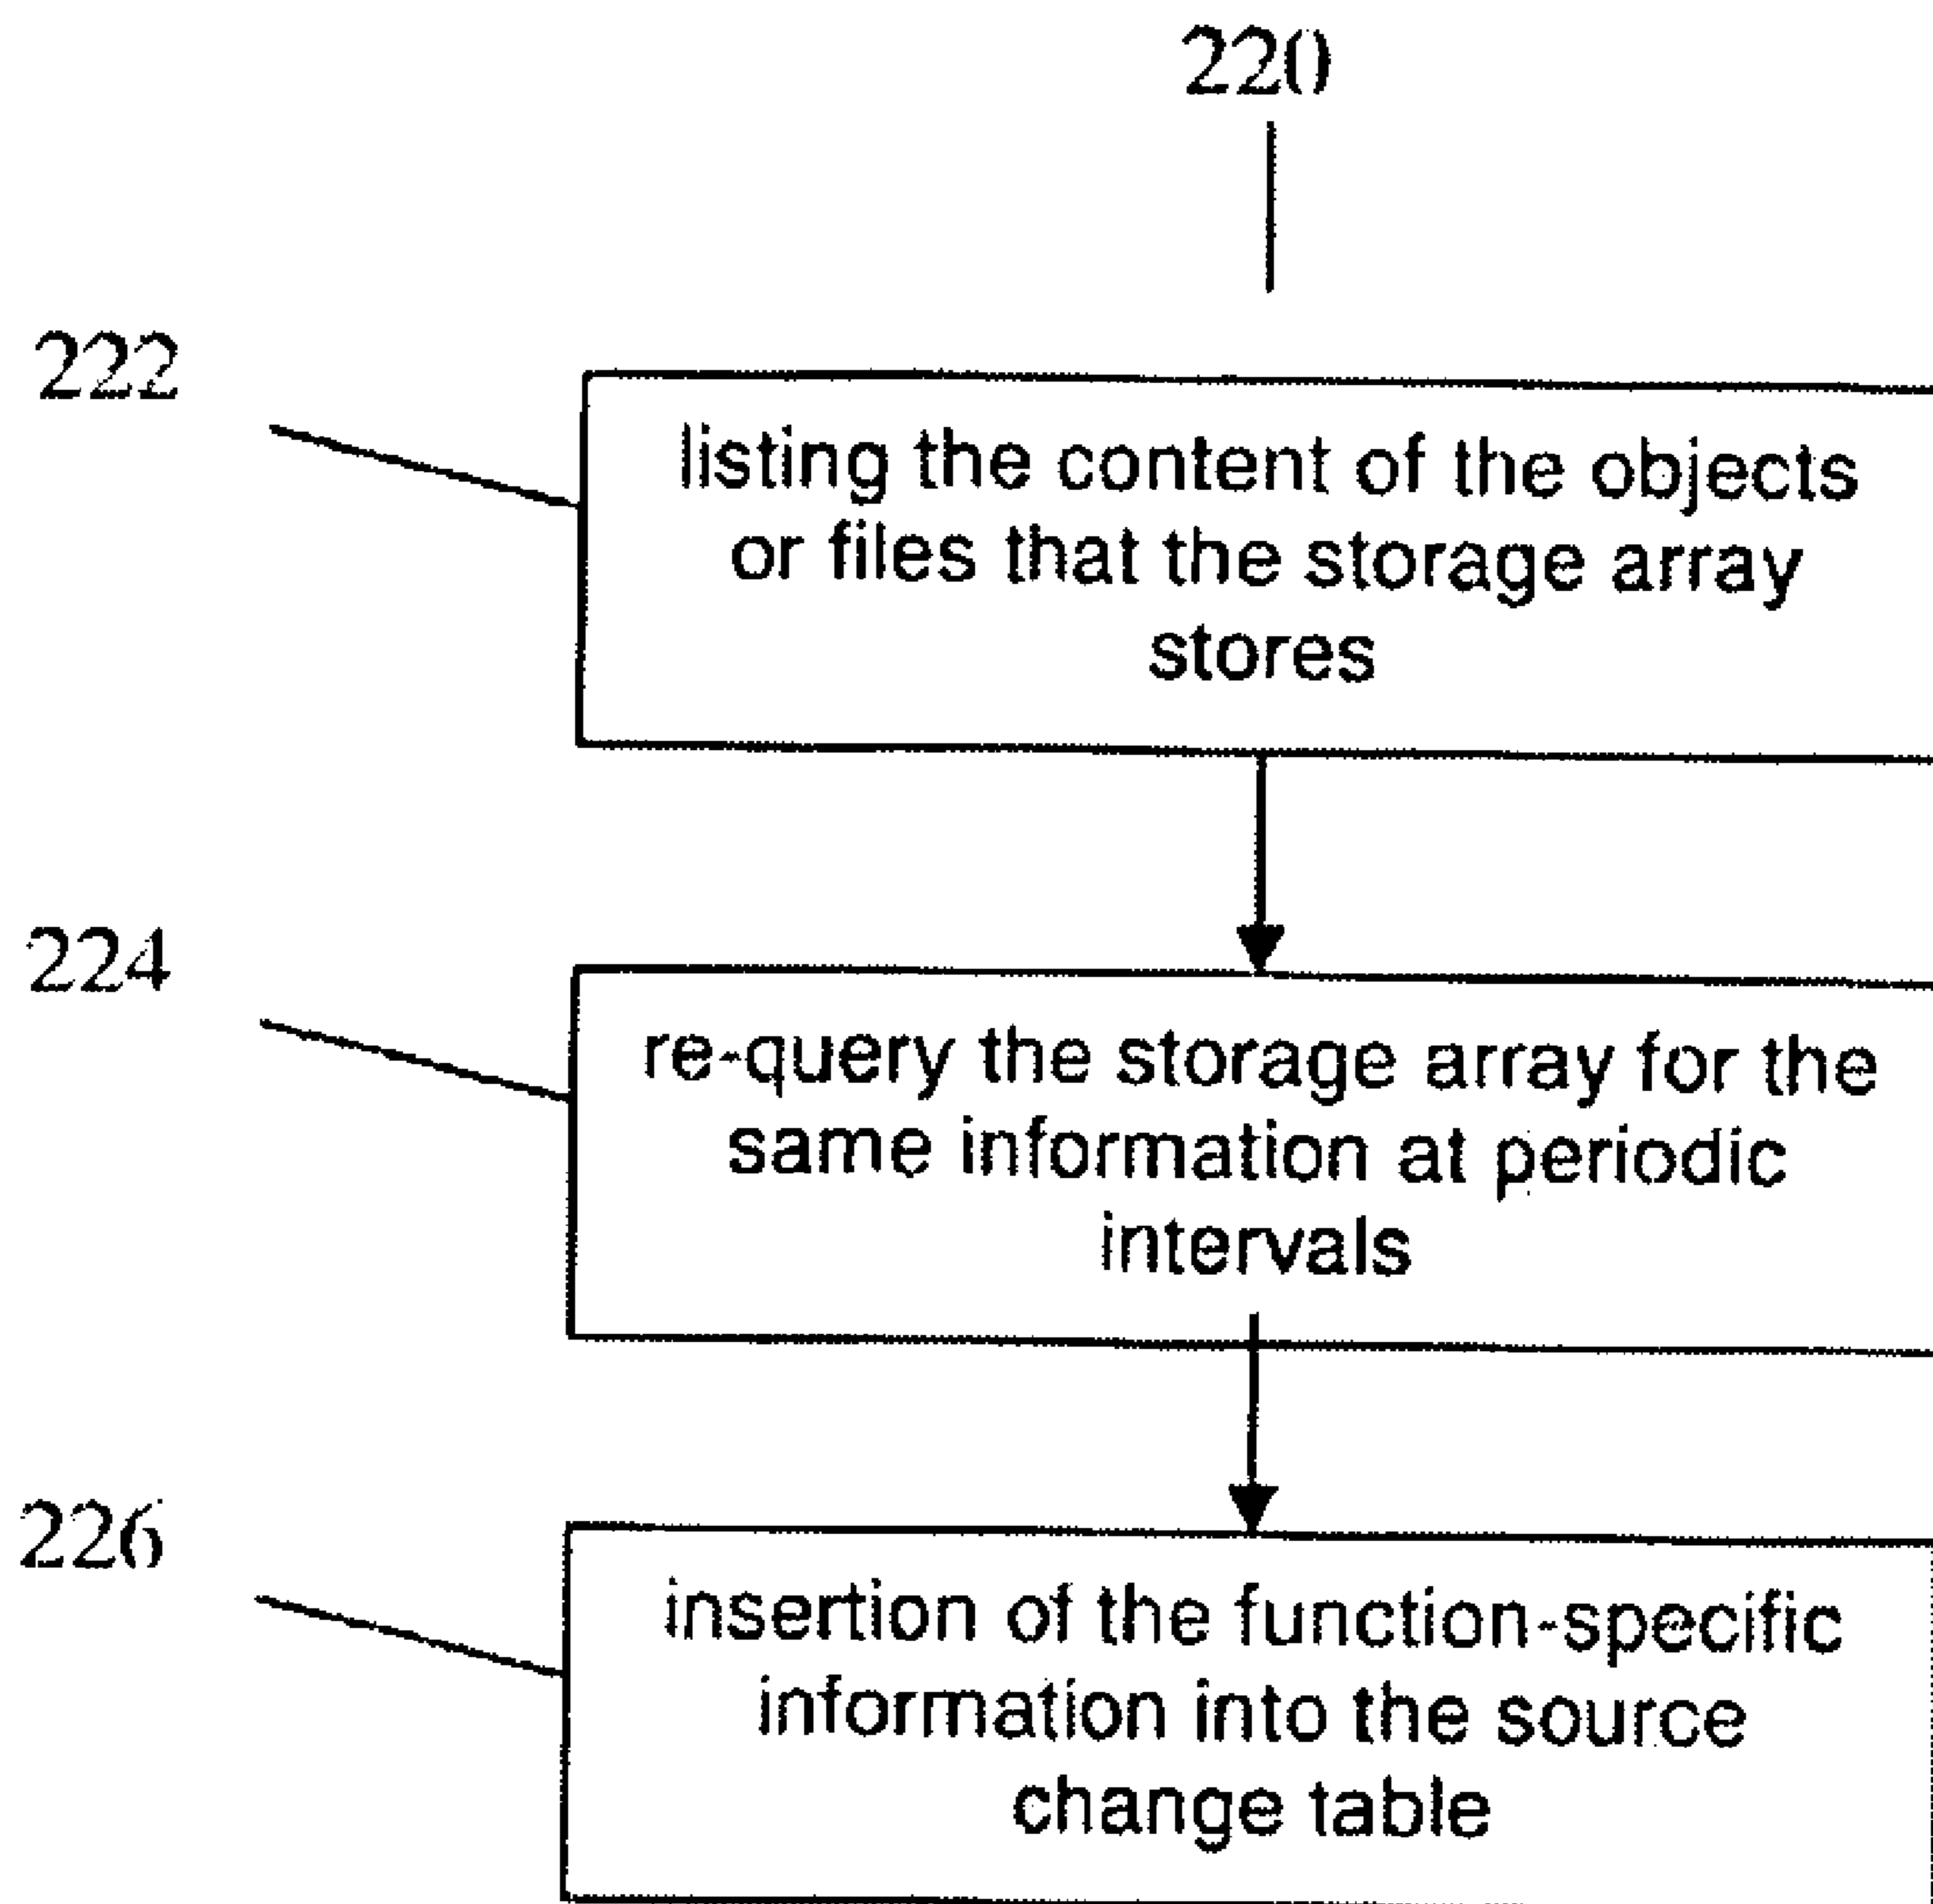 220
222
listing the content of the objects
or files that the storage array
stores
224
re-query the storage array for the
same information at periodic
intervals
226
insertion of the function-specific
information into the source
change table